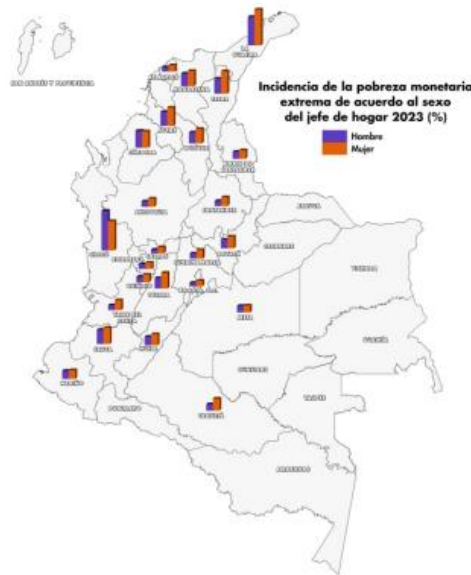 SAN ANDRÉS Y PROVIDENCIA
LA GUAJIRA
ATLÁNTICO
MAGDALENA
CESAR
Incidencia de la pobreza monetaria
extrema de acuerdo al sexo
del jefe de hogar 2023 (%)
Hombre
Mujer
SUCRE
BOLÍVAR
CÓRDOBA
NORTE DE SANTANDER
ANTIOQUIA
SANTANDER
ARAUCA
CHOCÓ
BOYACÁ
CASANARE
CALDAS
RISARALDA
CUNDINAMARCA
VICHADA
QUINDÍO
TOLIMA
BOGOTÁ D.C.
META
VALLE DEL CAUCA
GUAINÍA
CAUCA
HUILA
GUAVIARE
NARIÑO
VAUPÉS
PUTUMAYO
CAQUETÁ
AMAZONAS